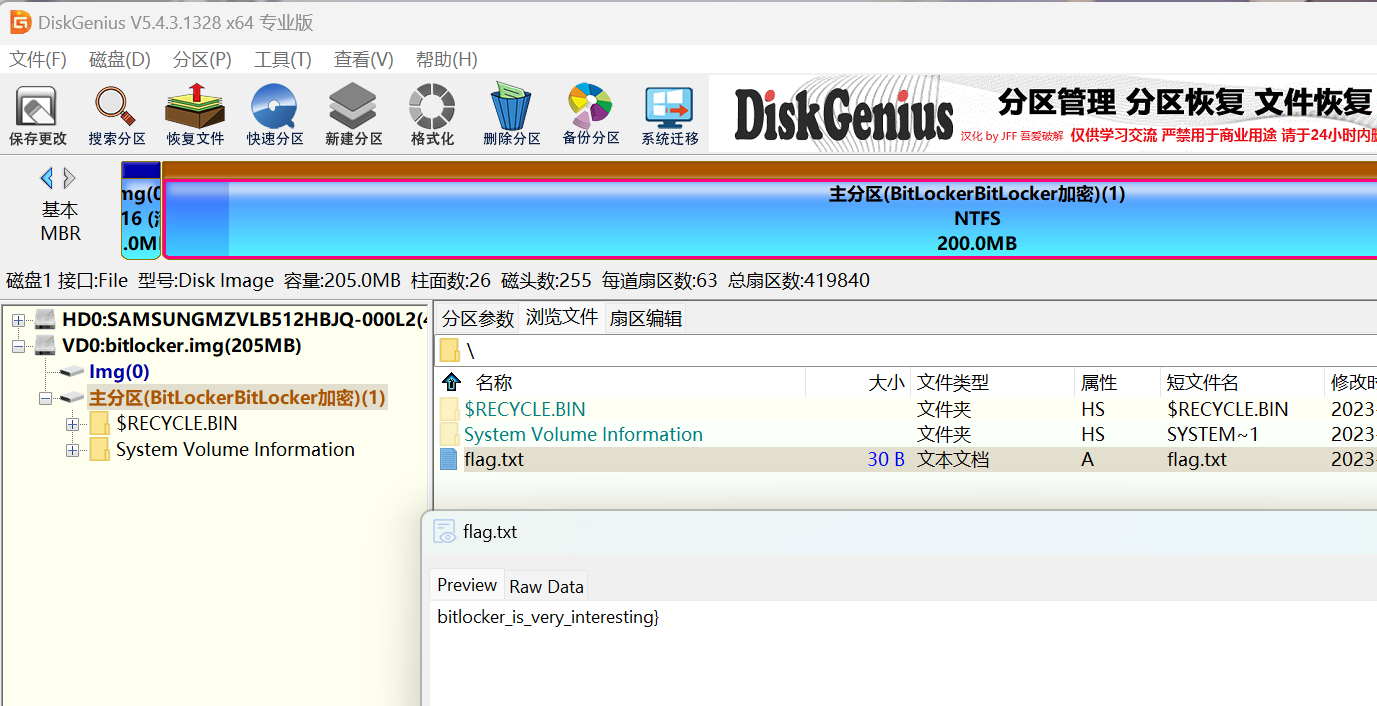 DiskGenius V5.4.3.1328 x64 专业版
文件(F) 磁盘(D) 分区(P) 工具(T) 查看(V) 帮助(H)
保存更改 搜索分区 恢复文件 快速分区 新建分区 格式化 删除分区 备份分区 系统迁移
DiskGenius
分区管理 分区恢复 文件恢复
汉化 by JFF 吾爱破解 仅供学习交流 严禁用于商业用途 请于24小时内删
基本
MBR
mg(0
16 (
.0M
主分区(BitLockerBitLocker加密)(1)
NTFS
200.0MB
磁盘1 接口:File 型号:Disk Image 容量:205.0MB 柱面数:26 磁头数:255 每道扇区数:63 总扇区数:419840
HD0:SAMSUNGMZVLB512HBJQ-000L2(4
VD0:bitlocker.img(205MB)
Img(0)
主分区(BitLockerBitLocker加密)(1)
$RECYCLE.BIN
System Volume Information
分区参数 浏览文件 扇区编辑
\
名称 大小 文件类型 属性 短文件名 修改时
$RECYCLE.BIN 文件夹 HS $RECYCLE.BIN 2023-
System Volume Information 文件夹 HS SYSTEM~1 2023-
flag.txt 30 B 文本文档 A flag.txt 2023-
flag.txt
Preview Raw Data
bitlocker_is_very_interesting}